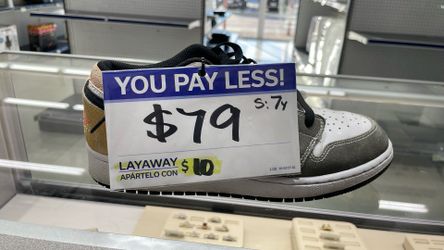 YOU PAY LESS!
S: 7y
$79
LAYAWAY $ 10
APÁRTELO CON